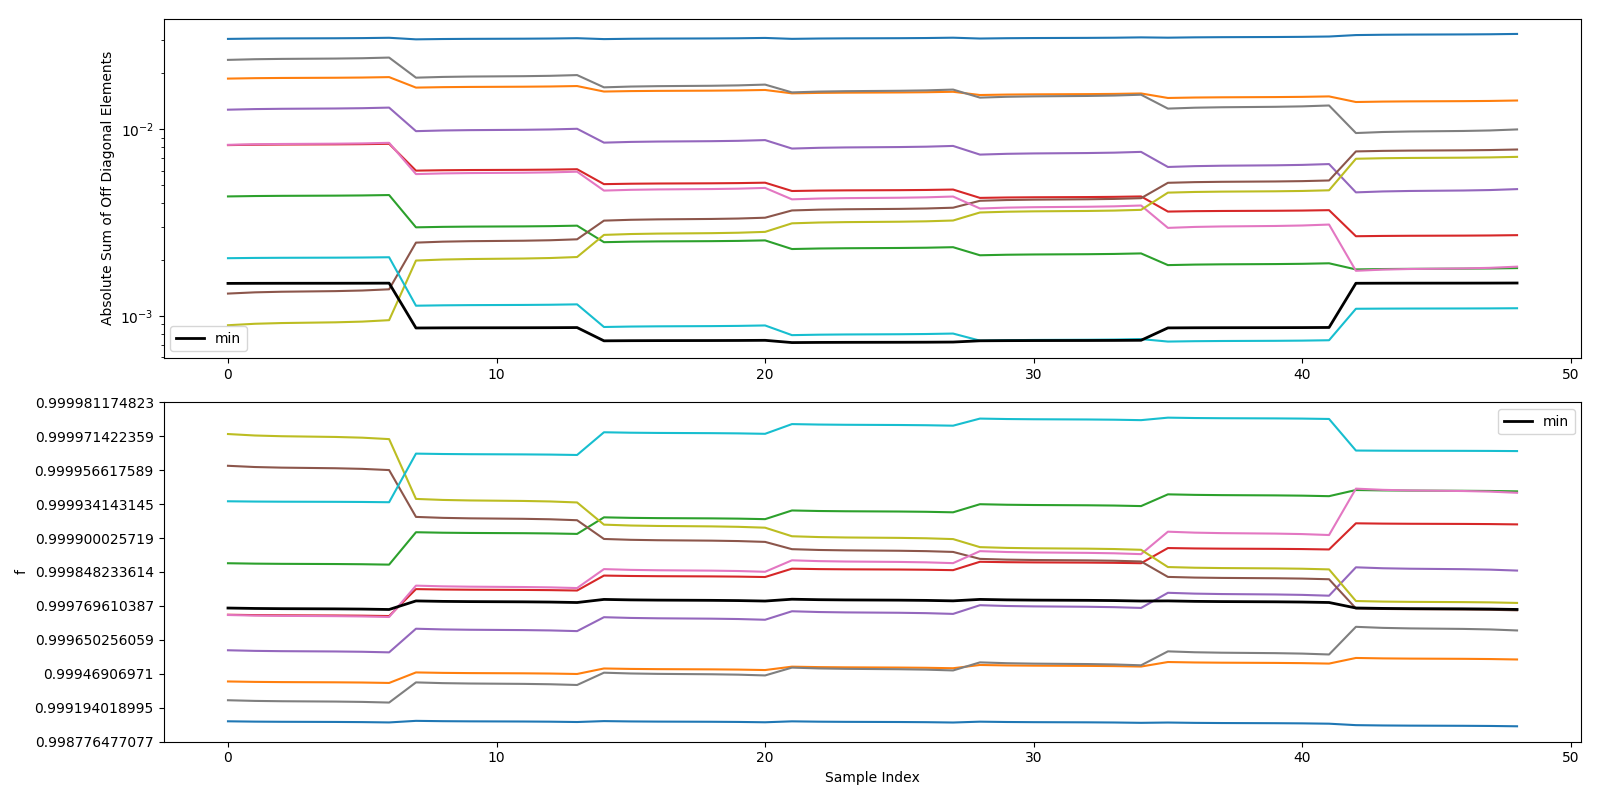 Absolute Sum of Off Diagonal Elements
10⁻²
10⁻³
min
0 10 20 30 40 50
f
0.999981174823
0.999971422359
0.999956617589
0.999934143145
0.999900025719
0.999848233614
0.999769610387
0.999650256059
0.99946906971
0.999194018995
0.998776477077
min
0 10 20 30 40 50
Sample Index